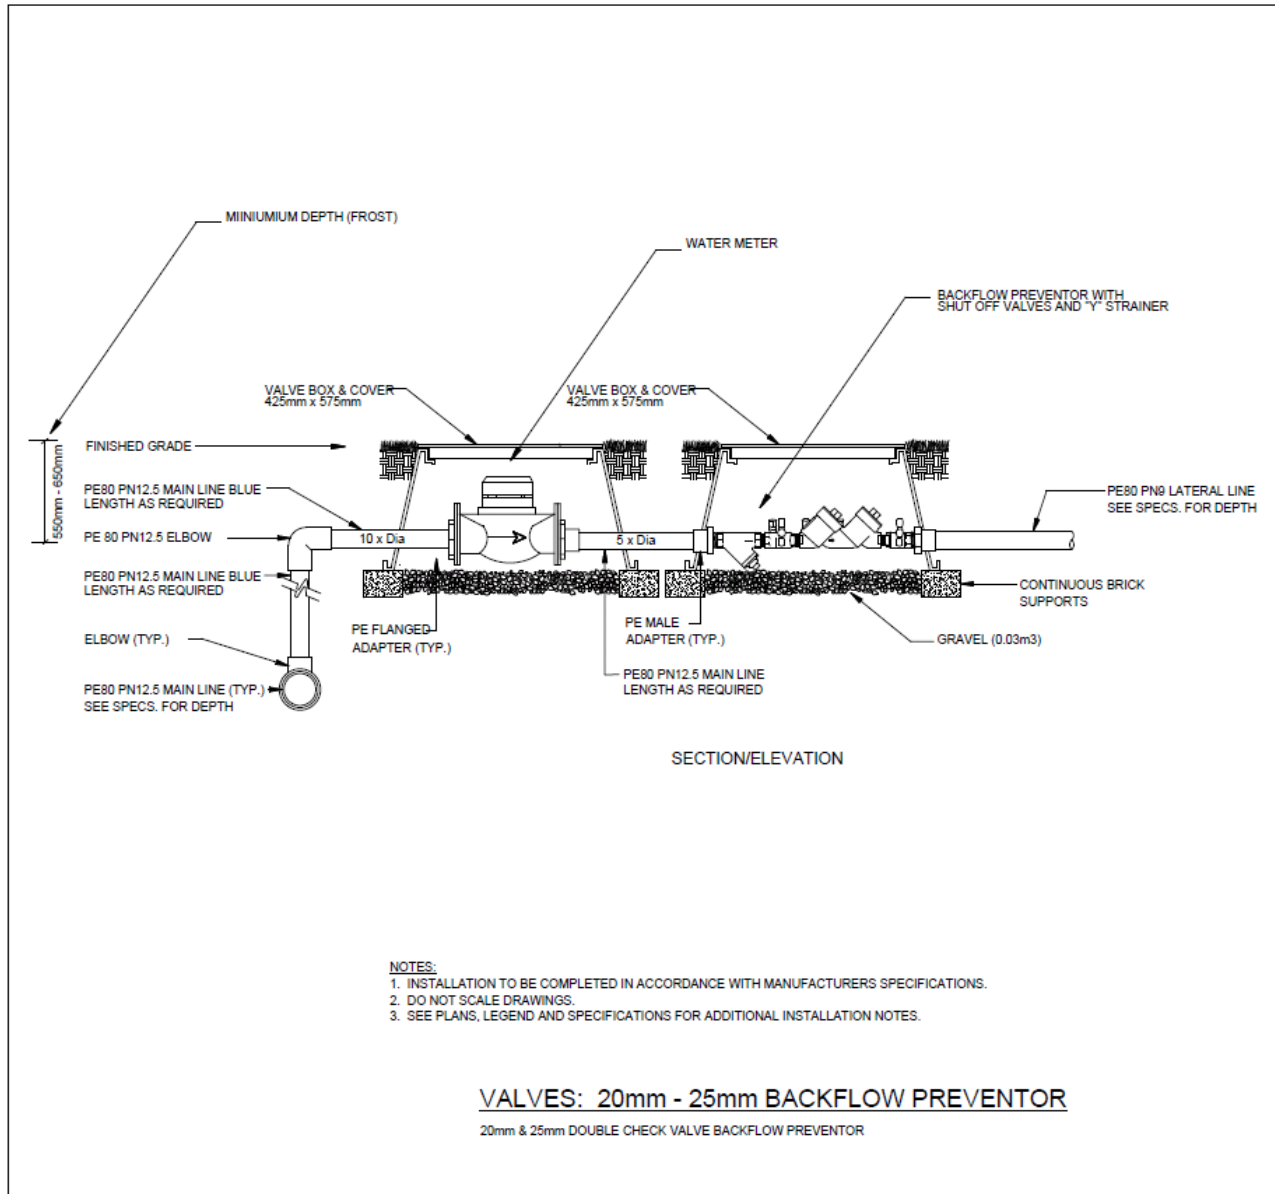 MIINIUMIUM DEPTH (FROST)
WATER METER
BACKFLOW PREVENTOR WITH
SHUT OFF VALVES AND "Y" STRAINER
VALVE BOX & COVER
425mm x 575mm
VALVE BOX & COVER
425mm x 575mm
550mm - 650mm
FINISHED GRADE
PE80 PN12.5 MAIN LINE BLUE
LENGTH AS REQUIRED
PE80 PN9 LATERAL LINE
SEE SPECS. FOR DEPTH
PE 80 PN12.5 ELBOW
10 x Dia
5 x Dia
PE80 PN12.5 MAIN LINE BLUE
LENGTH AS REQUIRED
CONTINUOUS BRICK
SUPPORTS
PE FLANGED
ADAPTER (TYP.)
PE MALE
ADAPTER (TYP.)
ELBOW (TYP.)
GRAVEL (0.03m3)
PE80 PN12.5 MAIN LINE
LENGTH AS REQUIRED
PE80 PN12.5 MAIN LINE (TYP.)
SEE SPECS. FOR DEPTH
SECTION/ELEVATION
NOTES:
1. INSTALLATION TO BE COMPLETED IN ACCORDANCE WITH MANUFACTURERS SPECIFICATIONS.
2. DO NOT SCALE DRAWINGS.
3. SEE PLANS, LEGEND AND SPECIFICATIONS FOR ADDITIONAL INSTALLATION NOTES.
VALVES: 20mm - 25mm BACKFLOW PREVENTOR
20mm & 25mm DOUBLE CHECK VALVE BACKFLOW PREVENTOR